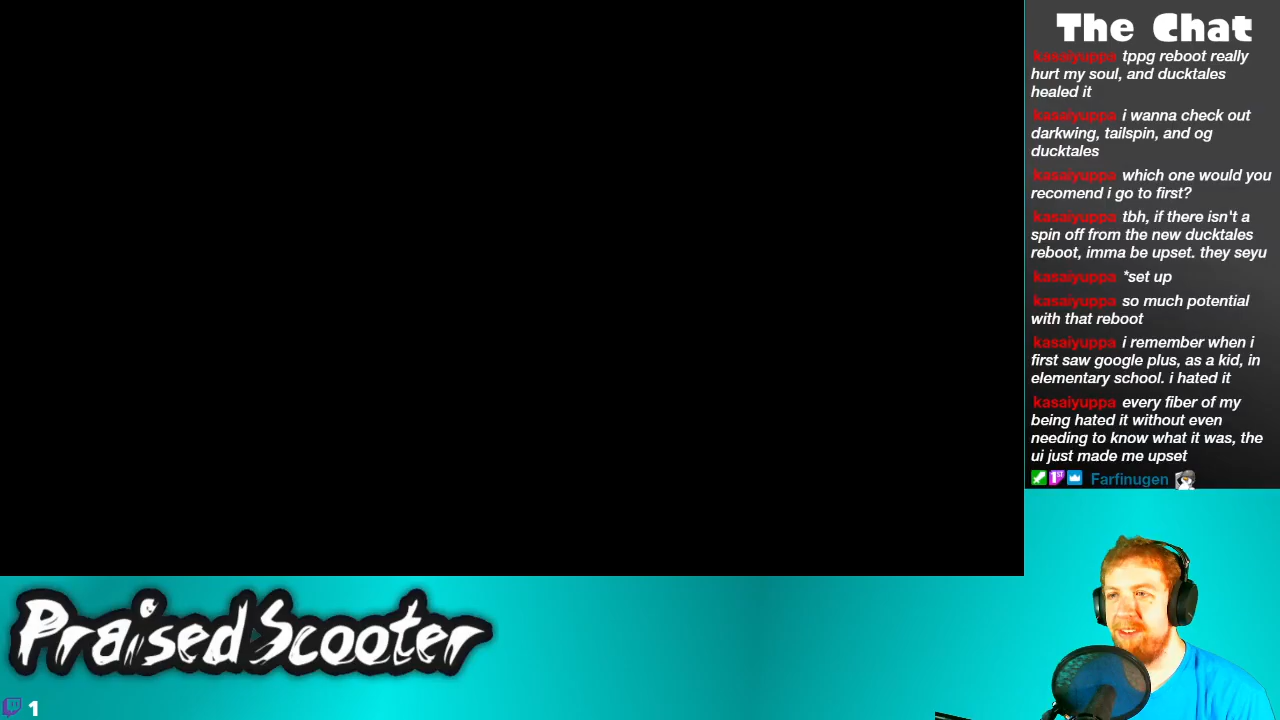 The Chat
kasaiyuppa tppg reboot really
hurt my soul, and ducktales
healed it
kasaiyuppa i wanna check out
darkwing, tailspin, and og
ducktales
kasaiyuppa which one would you
recomend i go to first?
kasaiyuppa tbh, if there isn't a
spin off from the new ducktales
reboot, imma be upset. they seyu
kasaiyuppa *set up
kasaiyuppa so much potential
with that reboot
kasaiyuppa i remember when i
first saw google plus, as a kid, in
elementary school. i hated it
kasaiyuppa every fiber of my
being hated it without even
needing to know what it was, the
ui just made me upset
1ST Farfinugen
PraisedScooter
1